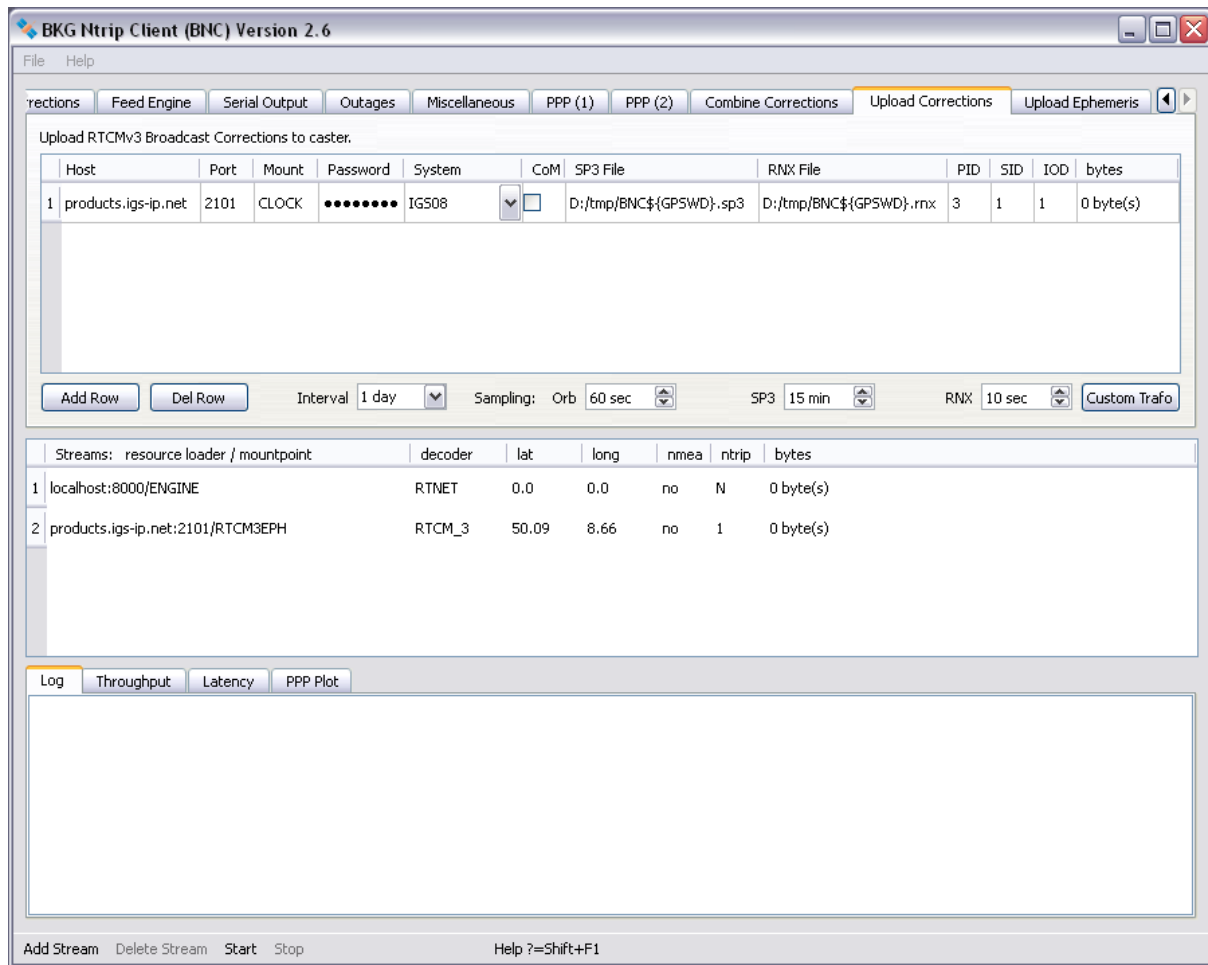 BKG Ntrip Client (BNC) Version 2.6
File Help
rections Feed Engine Serial Output Outages Miscellaneous PPP (1) PPP (2) Combine Corrections Upload Corrections Upload Ephemeris
Upload RTCMv3 Broadcast Corrections to caster.
Host Port Mount Password System CoM SP3 File RNX File PID SID IOD bytes
1 products.igs-ip.net 2101 CLOCK ●●●●●●●● IGS08 D:/tmp/BNC${GPSWD}.sp3 D:/tmp/BNC${GPSWD}.rnx 3 1 1 0 byte(s)
Add Row Del Row Interval 1 day Sampling: Orb 60 sec SP3 15 min RNX 10 sec Custom Trafo
Streams: resource loader / mountpoint decoder lat long nmea ntrip bytes
1 localhost:8000/ENGINE RTNET 0.0 0.0 no N 0 byte(s)
2 products.igs-ip.net:2101/RTCM3EPH RTCM_3 50.09 8.66 no 1 0 byte(s)
Log Throughput Latency PPP Plot
Add Stream Delete Stream Start Stop Help ?=Shift+F1